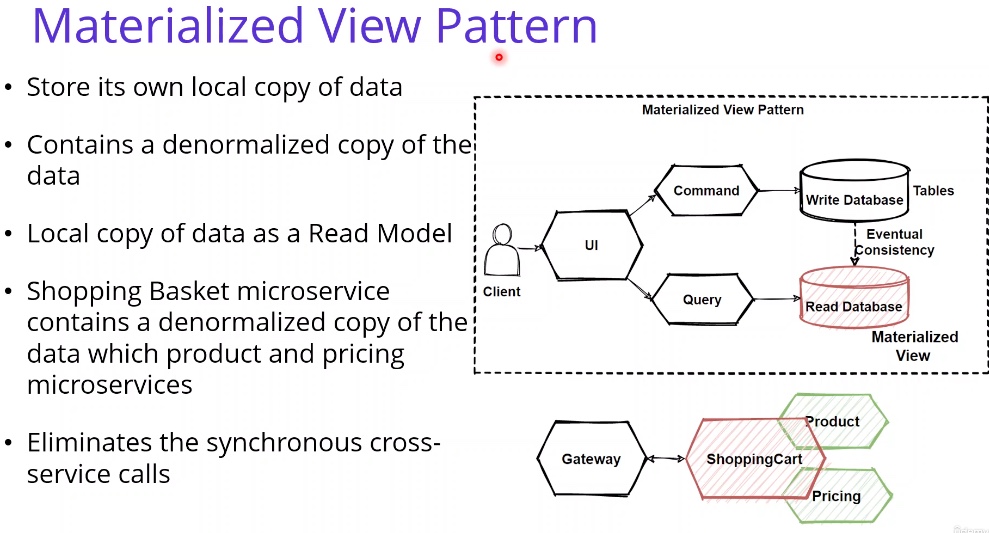 Materialized View Pattern
• Store its own local copy of data
• Contains a denormalized copy of the
data
• Local copy of data as a Read Model
• Shopping Basket microservice
contains a denormalized copy of the
data which product and pricing
microservices
• Eliminates the synchronous cross-
service calls
Materialized View Pattern
Client
UI
Command
Query
Write Database
Tables
Eventual
Consistency
Read Database
Materialized
View
Gateway
ShoppingCart
Product
Pricing